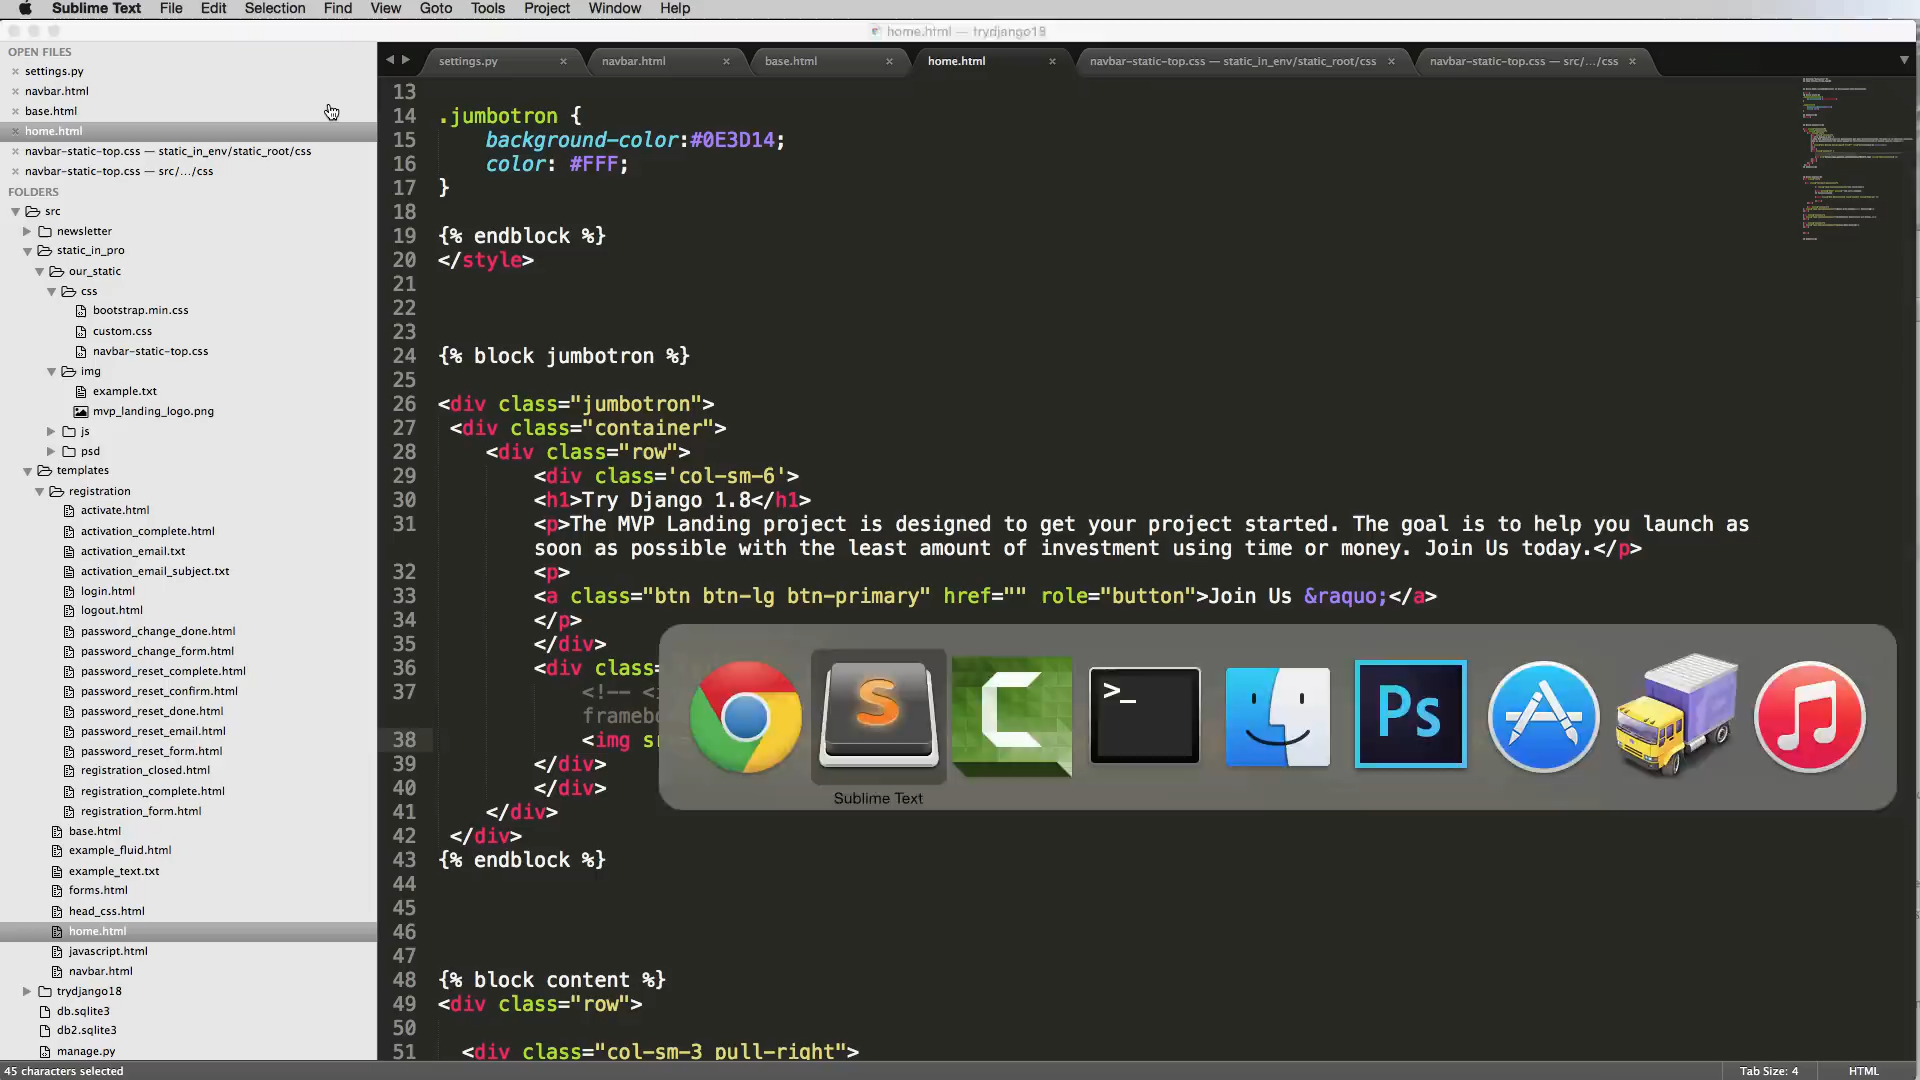 Sublime Text File Edit Selection Find View Goto Tools Project Window Help
home.html — trydjango18
OPEN FILES
settings.py
navbar.html
base.html
home.html
navbar-static-top.css — static_in_env/static_root/css
navbar-static-top.css — src/.../css
FOLDERS
src
newsletter
static_in_pro
our_static
css
bootstrap.min.css
custom.css
navbar-static-top.css
img
example.txt
mvp_landing_logo.png
js
psd
templates
registration
activate.html
activation_complete.html
activation_email.txt
activation_email_subject.txt
login.html
logout.html
password_change_done.html
password_change_form.html
password_reset_complete.html
password_reset_confirm.html
password_reset_done.html
password_reset_email.html
password_reset_form.html
registration_closed.html
registration_complete.html
registration_form.html
base.html
example_fluid.html
example_text.txt
forms.html
head_css.html
home.html
javascript.html
navbar.html
trydjango18
db.sqlite3
db2.sqlite3
manage.py
settings.py navbar.html base.html home.html navbar-static-top.css — static_in_env/static_root/css navbar-static-top.css — src/.../css
13
14 .jumbotron {
15 background-color:#0E3D14;
16 color: #FFF;
17 }
18
19 {% endblock %}
20 </style>
21
22
23
24 {% block jumbotron %}
25
26 <div class="jumbotron">
27 <div class="container">
28 <div class="row">
29 <div class='col-sm-6'>
30 <h1>Try Django 1.8</h1>
31 <p>The MVP Landing project is designed to get your project started. The goal is to help you launch as
soon as possible with the least amount of investment using time or money. Join Us today.</p>
32 <p>
33 <a class="btn btn-lg btn-primary" href="" role="button">Join Us &raquo;</a>
34 </p>
35 </div>
36 <div clas
37 <!-- <i
framebo
38 <img sr
39 </div>
40 </div>
41 </div>
42 </div>
43 {% endblock %}
44
45
46
47
48 {% block content %}
49 <div class="row">
50
51 <div class="col-sm-3 pull-right">
>_
S
C
Ps
Sublime Text
45 characters selected
Tab Size: 4 HTML